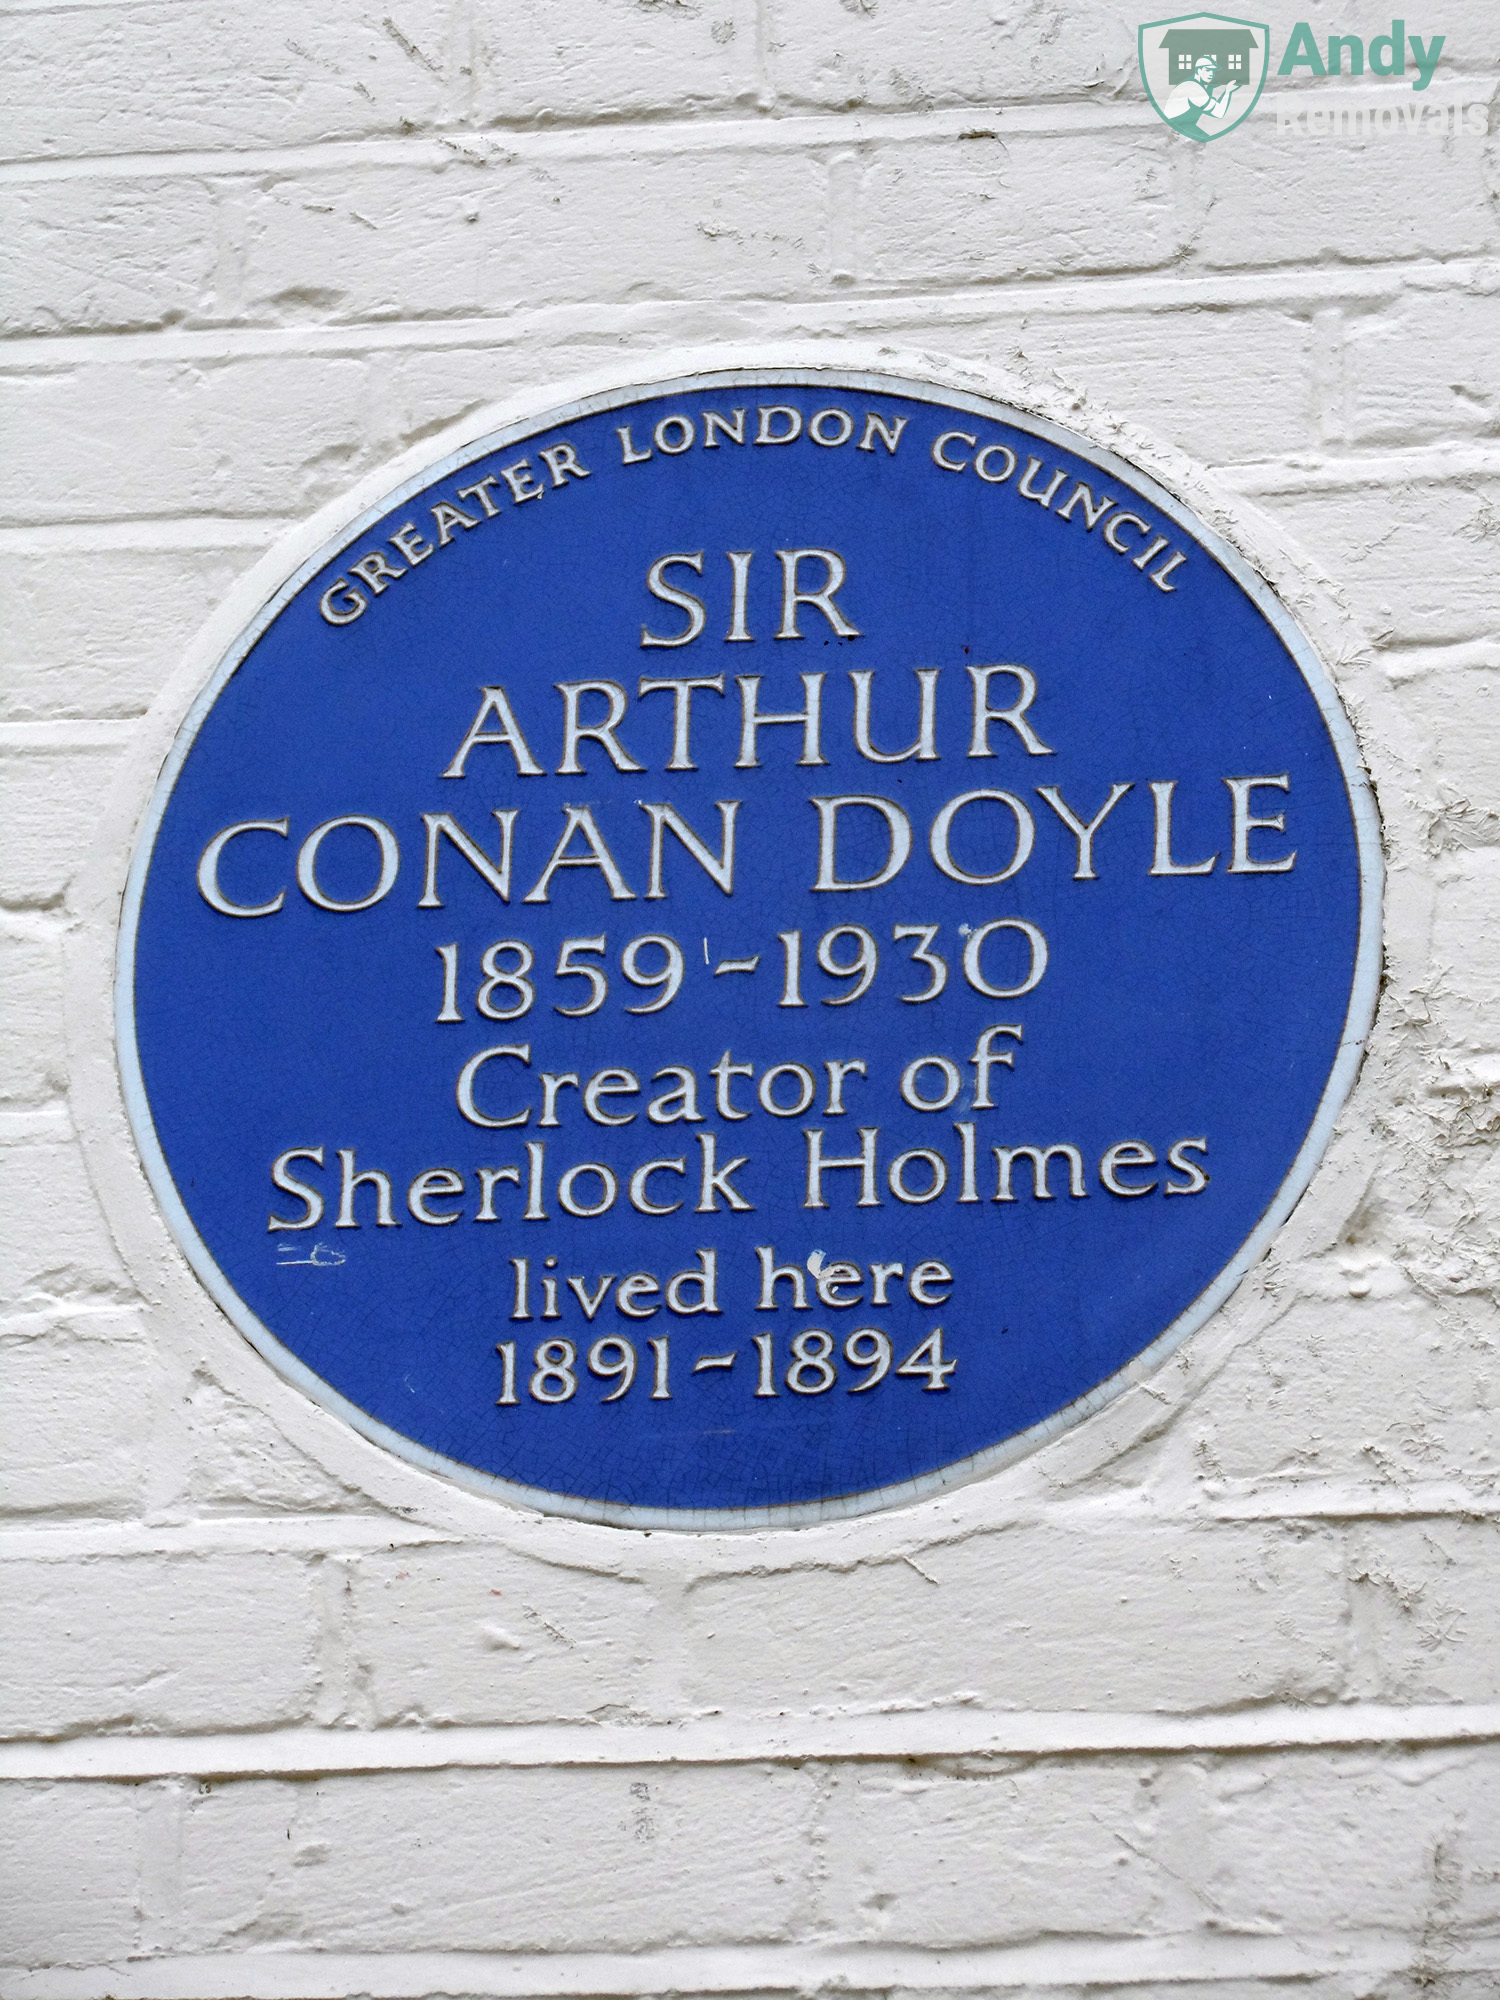 Andy
Removals
GREATER LONDON COUNCIL
SIR
ARTHUR
CONAN DOYLE
1859-1930
Creator of
Sherlock Holmes
lived here
1891-1894